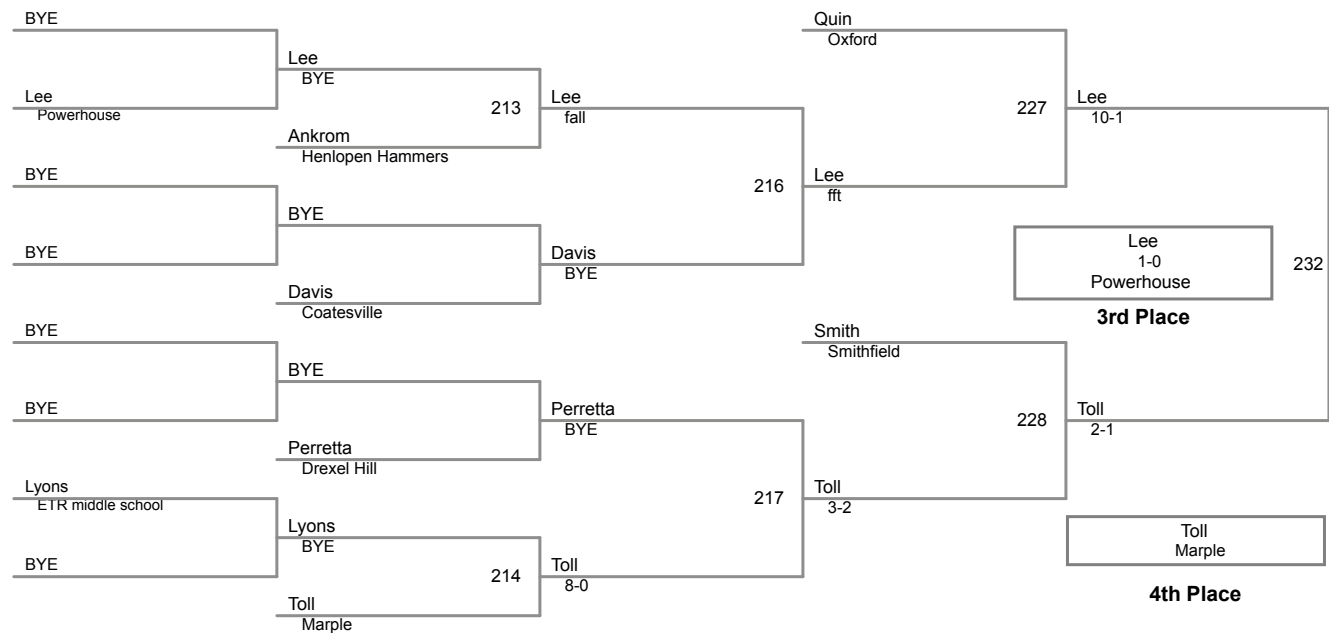 BYE
Lee
Powerhouse
BYE
BYE
BYE
BYE
Lyons
ETR middle school
BYE
Lee
BYE
Ankrom
Henlopen Hammers
BYE
Davis
Coatesville
BYE
Perretta
Drexel Hill
Lyons
BYE
Toll
Marple
213
214
Lee
fall
Davis
BYE
Perretta
BYE
Toll
8-0
216
217
Quin
Oxford
Lee
fft
Smith
Smithfield
Toll
3-2
227
228
Lee
10-1
Toll
2-1
232
Lee
1-0
Powerhouse
3rd Place
Toll
Marple
4th Place